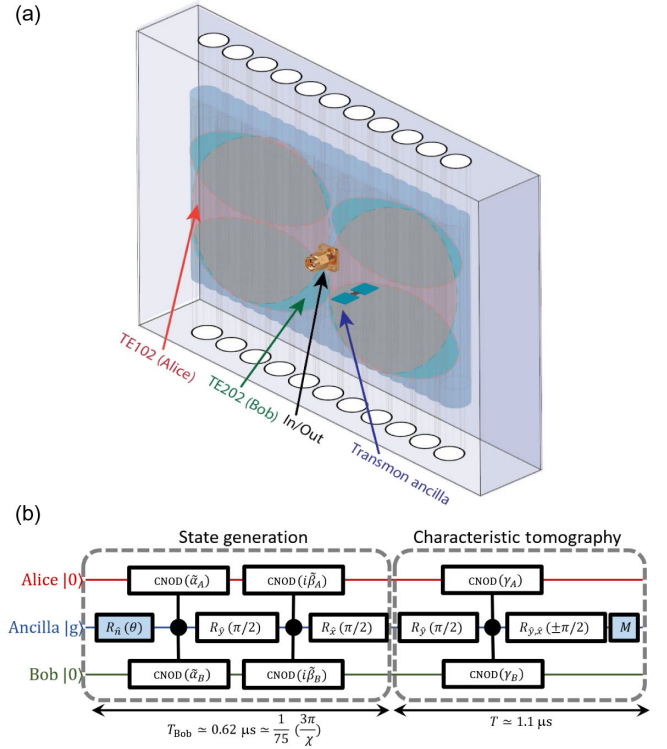 (a)
TE102 (Alice)
TE202 (Bob)
In/Out
Transmon ancilla
(b)
State generation
Characteristic tomography
Alice |0⟩
CNOD(α̃_A)
CNOD(iβ̃_A)
CNOD(γ_A)
Ancilla |g⟩
R_n̂(θ)
R_ŷ(π/2)
R_x̂(π/2)
R_ŷ(π/2)
R_ŷ,x̂(±π/2)
M
Bob |0⟩
CNOD(α̃_B)
CNOD(iβ̃_B)
CNOD(γ_B)
T_Bob ≃ 0.62 μs ≃ 1/75 (3π/χ)
T ≃ 1.1 μs